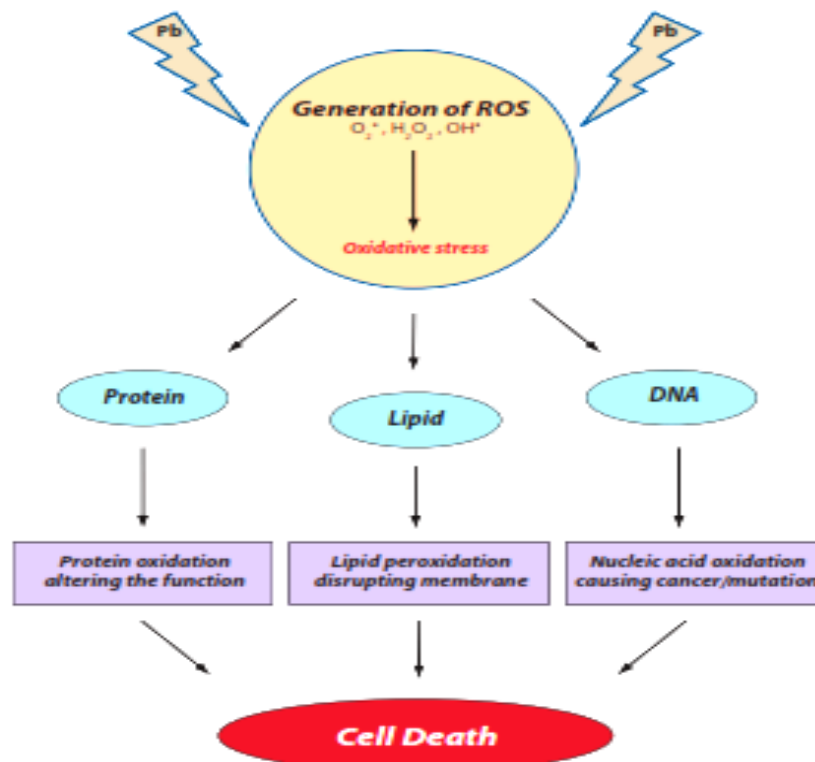 Pb
Pb
Generation of ROS
O₂•, H₂O₂, OH•
Oxidative stress
Protein
Lipid
DNA
Protein oxidation
altering the function
Lipid peroxidation
disrupting membrane
Nucleic acid oxidation
causing cancer/mutation
Cell Death